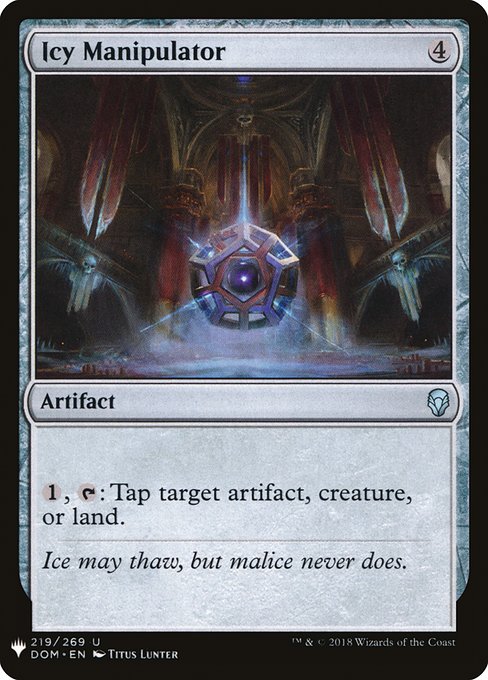 Icy Manipulator 4
Artifact
1, : Tap target artifact, creature,
or land.
Ice may thaw, but malice never does.
219/269 U
DOM • EN Titus Lunter
™ & © 2018 Wizards of the Coast